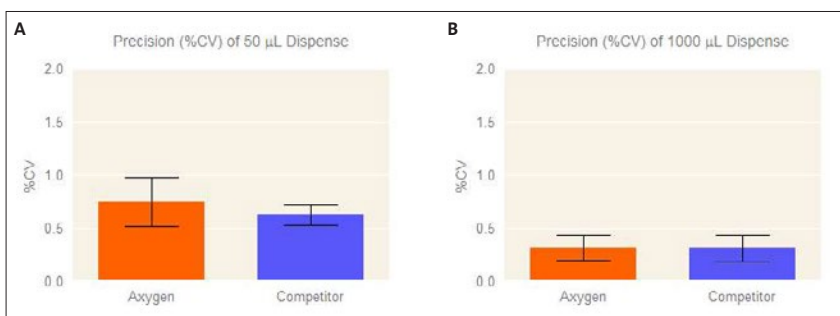 A
Precision (%CV) of 50 µL Dispense
2.0
1.5
1.0
0.5
0.0
%CV
Axygen
Competitor
B
Precision (%CV) of 1000 µL Dispense
2.0
1.5
1.0
0.5
0.0
%CV
Axygen
Competitor